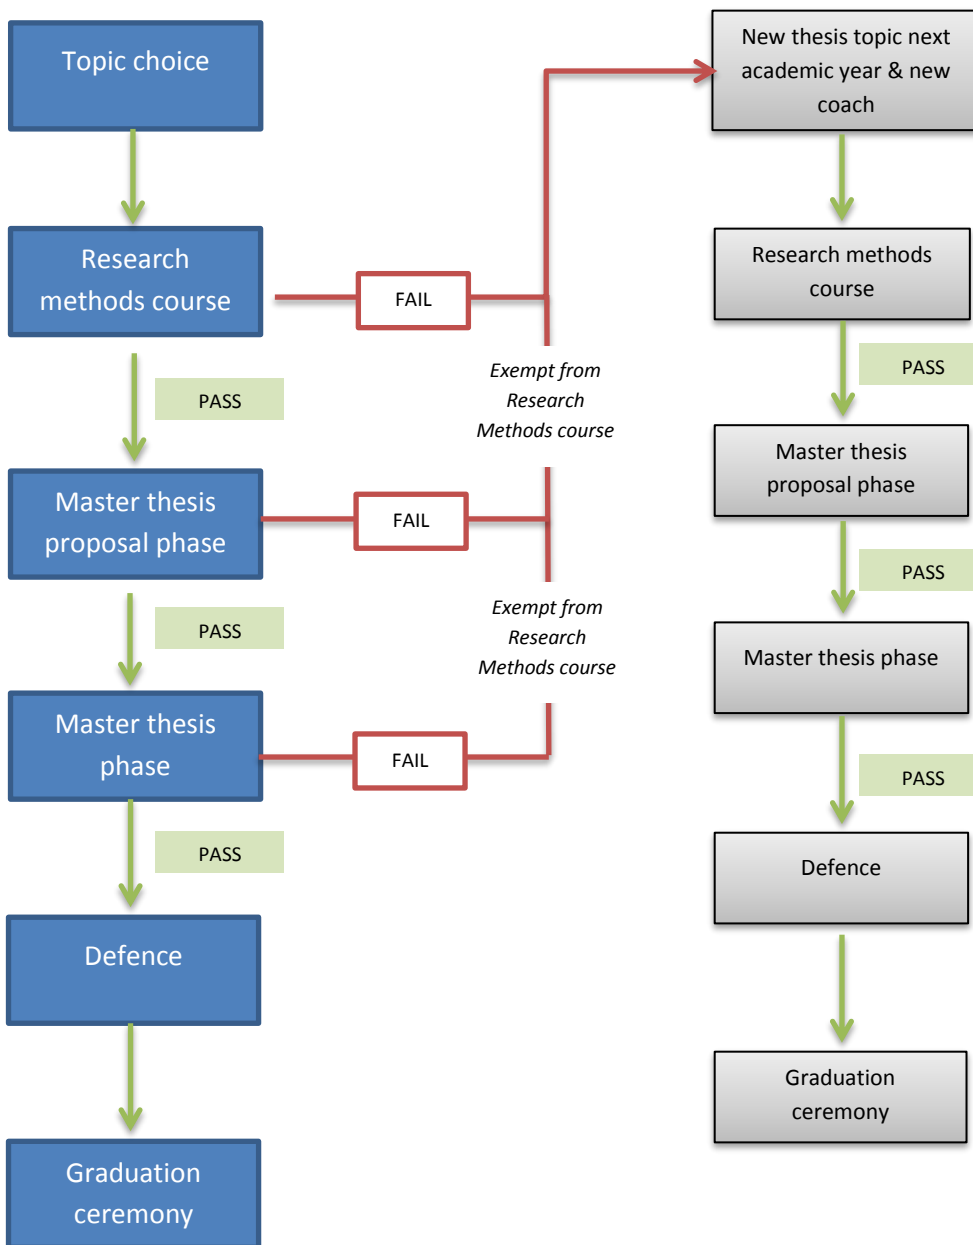 Topic choice
Research
methods course
FAIL
PASS
Exempt from
Research
Methods course
Master thesis
proposal phase
FAIL
PASS
Exempt from
Research
Methods course
Master thesis
phase
FAIL
PASS
Defence
Graduation
ceremony
New thesis topic next
academic year & new
coach
Research methods
course
PASS
Master thesis
proposal phase
PASS
Master thesis phase
PASS
Defence
Graduation
ceremony